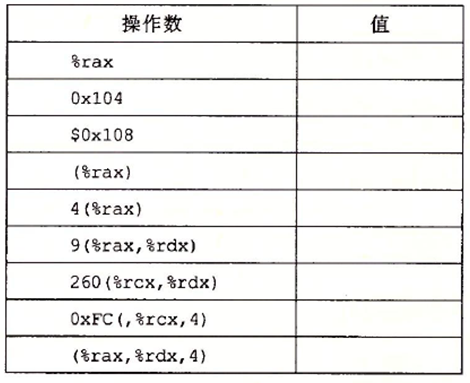 操作数 值
%rax
0x104
$0x108
(%rax)
4(%rax)
9(%rax,%rdx)
260(%rcx,%rdx)
0xFC(,%rcx,4)
(%rax,%rdx,4)